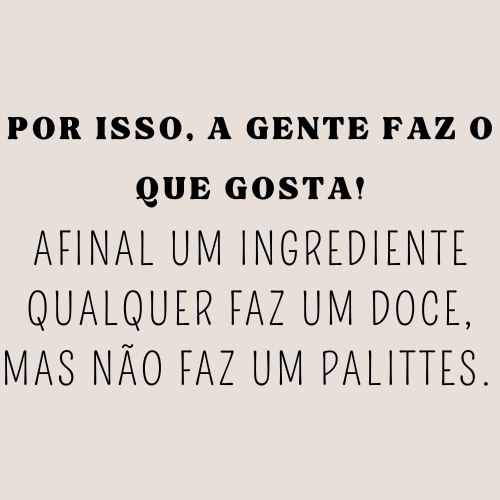 POR ISSO, A GENTE FAZ O
QUE GOSTA!
AFINAL UM INGREDIENTE
QUALQUER FAZ UM DOCE,
MAS NÃO FAZ UM PALITTES.